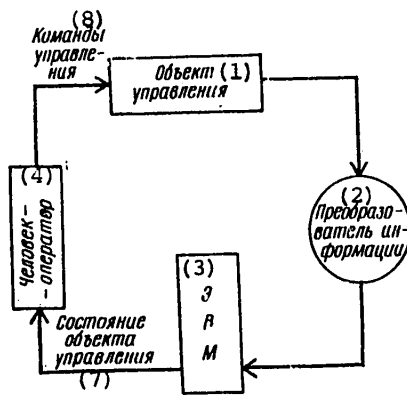 (8)
Команды
управле-
ния
Объект (1)
управления
(2)
Преобразо-
ватель ин-
формации
(4)
Человек-
-оператор
(3)
Э
В
М
Состояние
объекта
управления
(7)